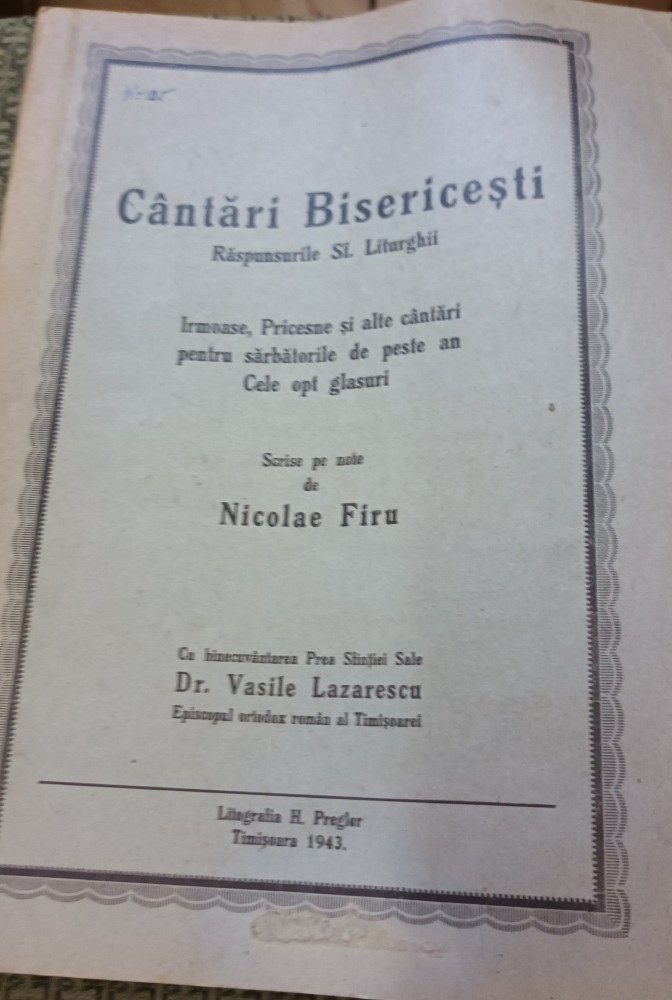 Cântări Bisericești
Răspunsurile Sf. Liturghii
Irmoase, Pricesne și alte cântări
pentru sărbătorile de peste an
Cele opt glasuri
Scrise pe note
de
Nicolae Firu
Cu binecuvântarea Prea Sfinției Sale
Dr. Vasile Lazarescu
Episcopul ortodox român al Timișoarei
Litografia H. Pregler
Timișoara 1943.